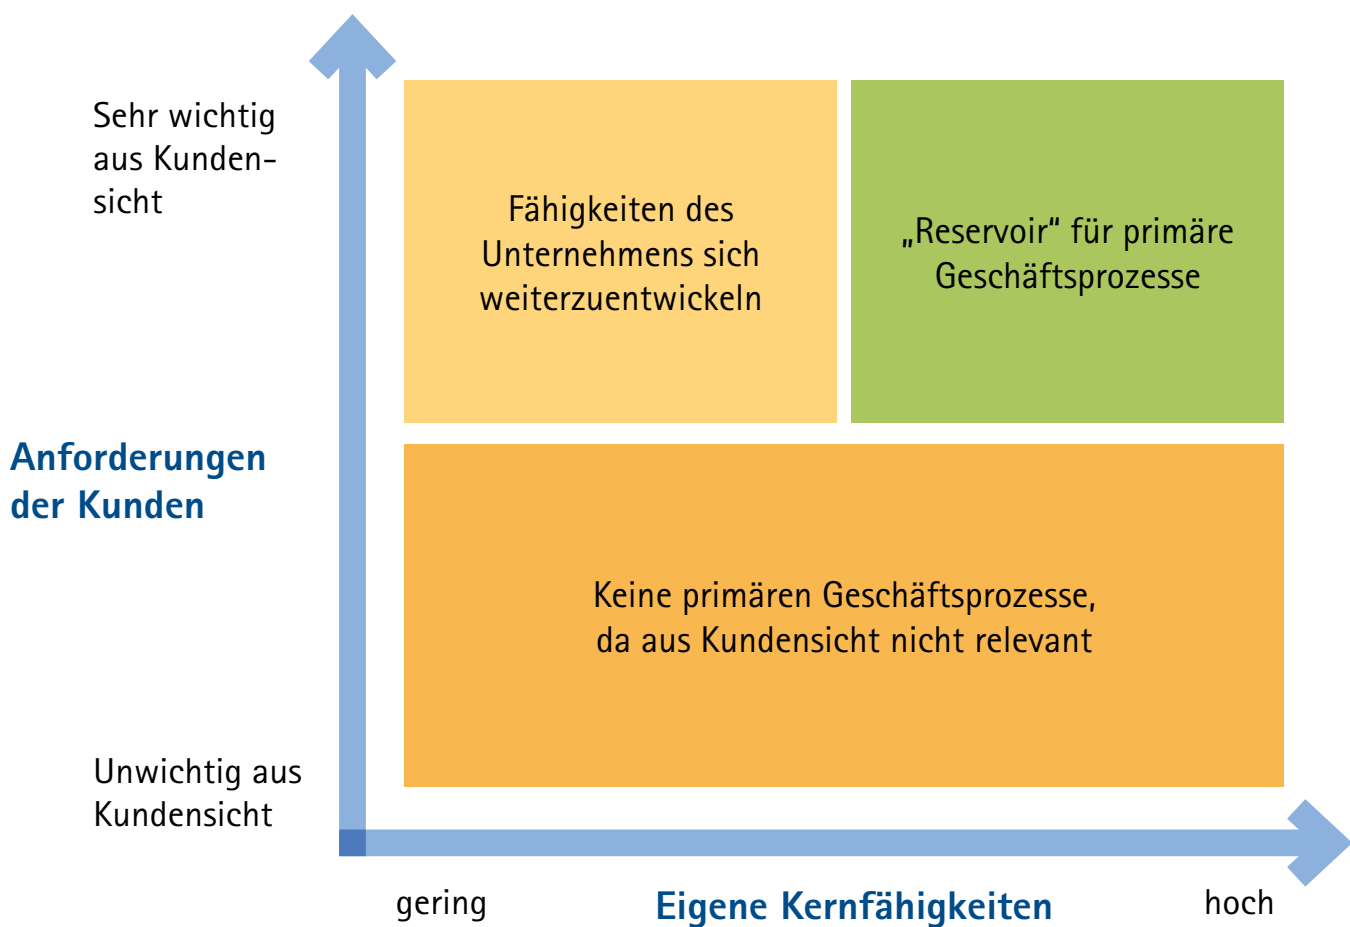 Sehr wichtig
aus Kunden-
sicht
Fähigkeiten des
Unternehmens sich
weiterzuentwickeln
„Reservoir“ für primäre
Geschäftsprozesse
Anforderungen
der Kunden
Keine primären Geschäftsprozesse,
da aus Kundensicht nicht relevant
Unwichtig aus
Kundensicht
gering
Eigene Kernfähigkeiten
hoch